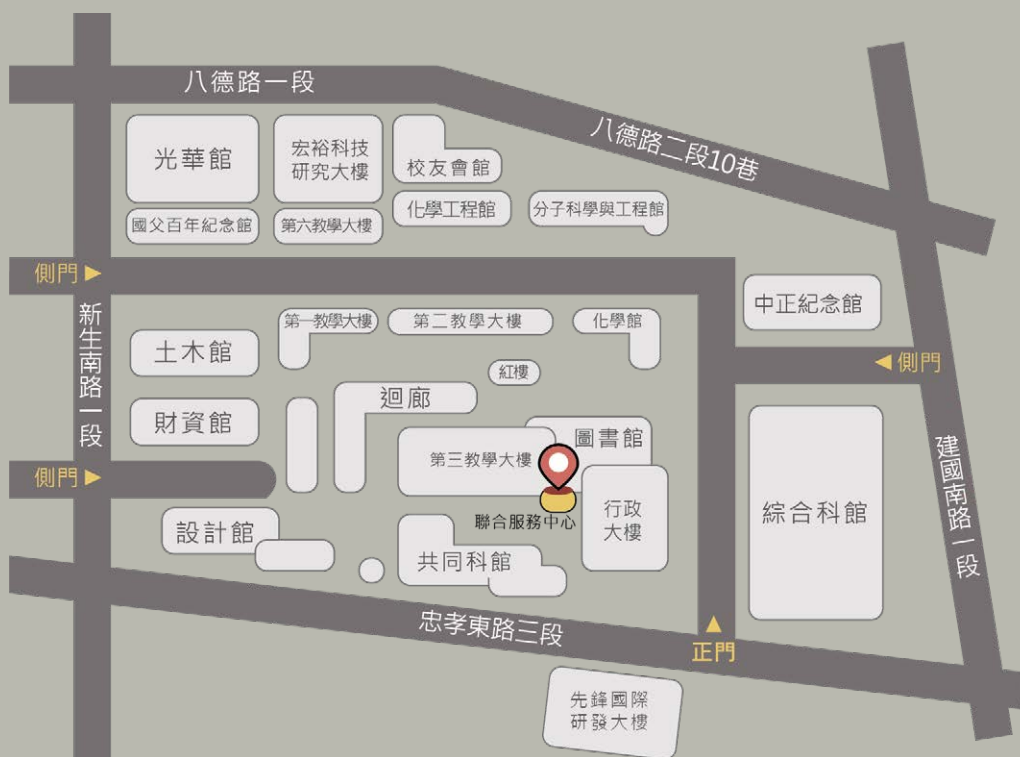 八德路一段
八德路二段10巷
光華館
宏裕科技
研究大樓
校友會館
國父百年紀念館
第六教學大樓
化學工程館
分子科學與工程館
側門
新生南路一段
第一教學大樓
第二教學大樓
化學館
中正紀念館
土木館
紅樓
側門
迴廊
財資館
圖書館
第三教學大樓
建國南路一段
側門
聯合服務中心
行政
大樓
綜合科館
設計館
共同科館
忠孝東路三段
正門
先鋒國際
研發大樓